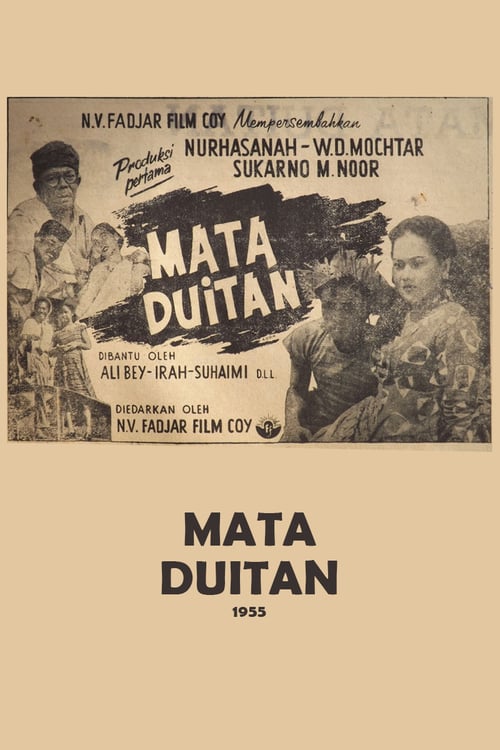 N.V. FADJAR FILM COY Mempersembahkan
Produksi pertama
NURHASANAH - W.D. MOCHTAR
SUKARNO M. NOOR
MATA
DUiTAN
DIBANTU OLEH
ALI BEY - IRAH - SUHAIMI D.L.L.
DIEDARKAN OLEH
N.V. FADJAR FILM COY
MATA
DUITAN
1955